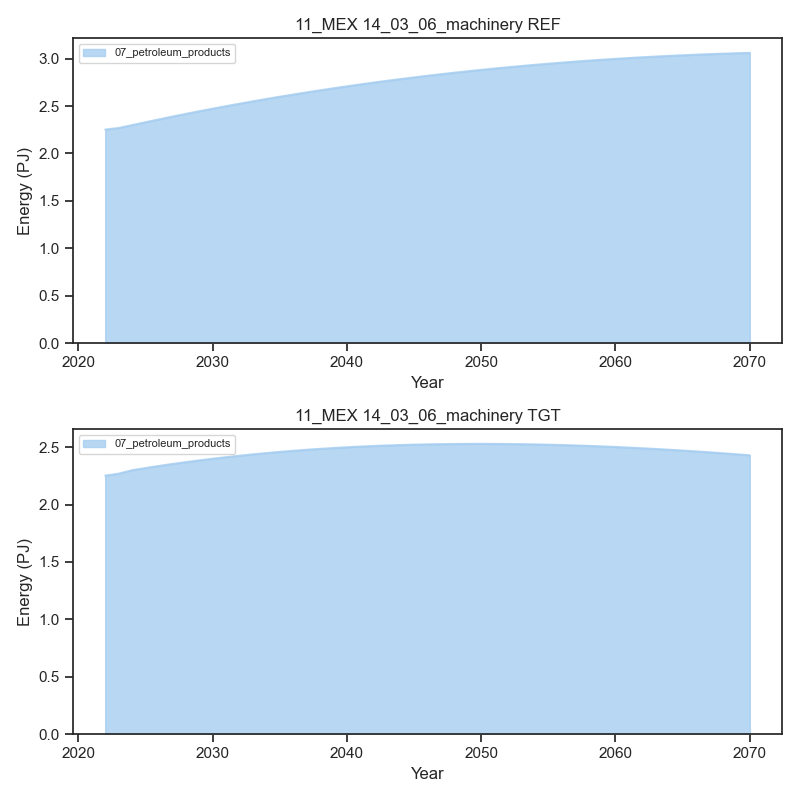 11_MEX 14_03_06_machinery REF
07_petroleum_products
3.0
2.5
2.0
1.5
1.0
0.5
0.0
Energy (PJ)
2020 2030 2040 2050 2060 2070
Year
11_MEX 14_03_06_machinery TGT
07_petroleum_products
2.5
2.0
1.5
1.0
0.5
0.0
Energy (PJ)
2020 2030 2040 2050 2060 2070
Year